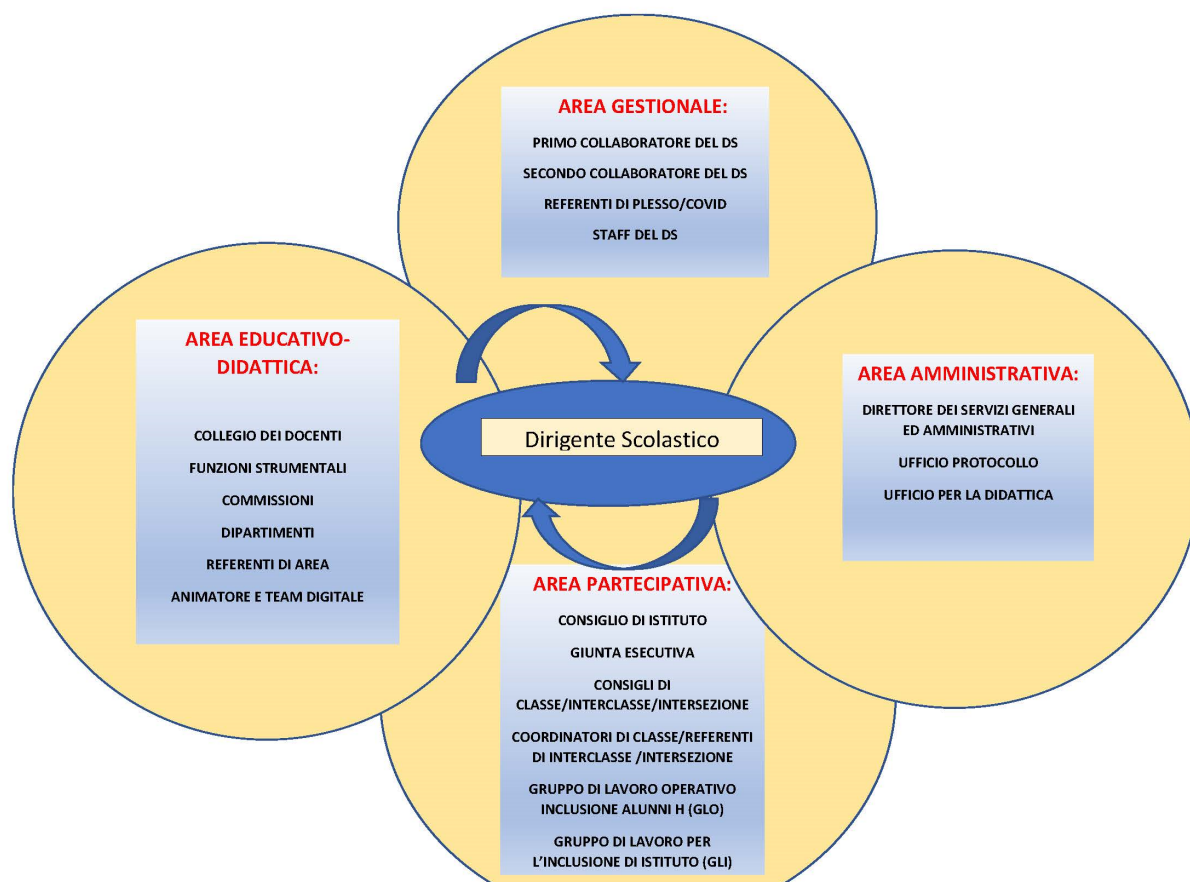 AREA GESTIONALE:
PRIMO COLLABORATORE DEL DS
SECONDO COLLABORATORE DEL DS
REFERENTI DI PLESSO/COVID
STAFF DEL DS
AREA EDUCATIVO-
DIDATTICA:
COLLEGIO DEI DOCENTI
FUNZIONI STRUMENTALI
COMMISSIONI
DIPARTIMENTI
REFERENTI DI AREA
ANIMATORE E TEAM DIGITALE
Dirigente Scolastico
AREA AMMINISTRATIVA:
DIRETTORE DEI SERVIZI GENERALI
ED AMMINISTRATIVI
UFFICIO PROTOCOLLO
UFFICIO PER LA DIDATTICA
AREA PARTECIPATIVA:
CONSIGLIO DI ISTITUTO
GIUNTA ESECUTIVA
CONSIGLI DI
CLASSE/INTERCLASSE/INTERSEZIONE
COORDINATORI DI CLASSE/REFERENTI
DI INTERCLASSE /INTERSEZIONE
GRUPPO DI LAVORO OPERATIVO
INCLUSIONE ALUNNI H (GLO)
GRUPPO DI LAVORO PER
L'INCLUSIONE DI ISTITUTO (GLI)